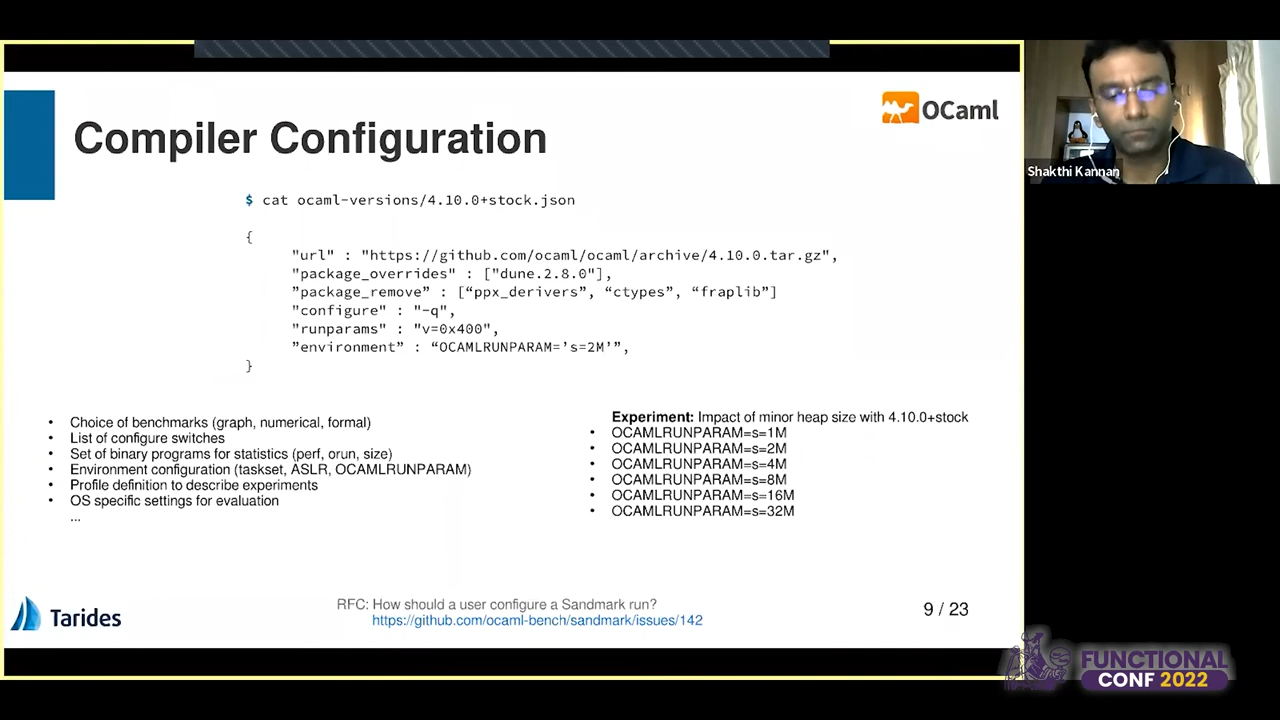 Compiler Configuration
OCaml
$ cat ocaml-versions/4.10.0+stock.json
{
"url" : "https://github.com/ocaml/ocaml/archive/4.10.0.tar.gz",
"package_overrides" : ["dune.2.8.0"],
"package_remove” : [“ppx_derivers”, “ctypes”, “fraplib”]
"configure" : "-q",
"runparams" : "v=0x400",
”environment” : “OCAMLRUNPARAM=’s=2M’”,
}
• Choice of benchmarks (graph, numerical, formal)
• List of configure switches
• Set of binary programs for statistics (perf, orun, size)
• Environment configuration (taskset, ASLR, OCAMLRUNPARAM)
• Profile definition to describe experiments
• OS specific settings for evaluation
...
Experiment: Impact of minor heap size with 4.10.0+stock
• OCAMLRUNPARAM=s=1M
• OCAMLRUNPARAM=s=2M
• OCAMLRUNPARAM=s=4M
• OCAMLRUNPARAM=s=8M
• OCAMLRUNPARAM=s=16M
• OCAMLRUNPARAM=s=32M
Tarides
RFC: How should a user configure a Sandmark run?
https://github.com/ocaml-bench/sandmark/issues/142
9 / 23
Shakthi Kannan
FUNCTIONAL
CONF 2022